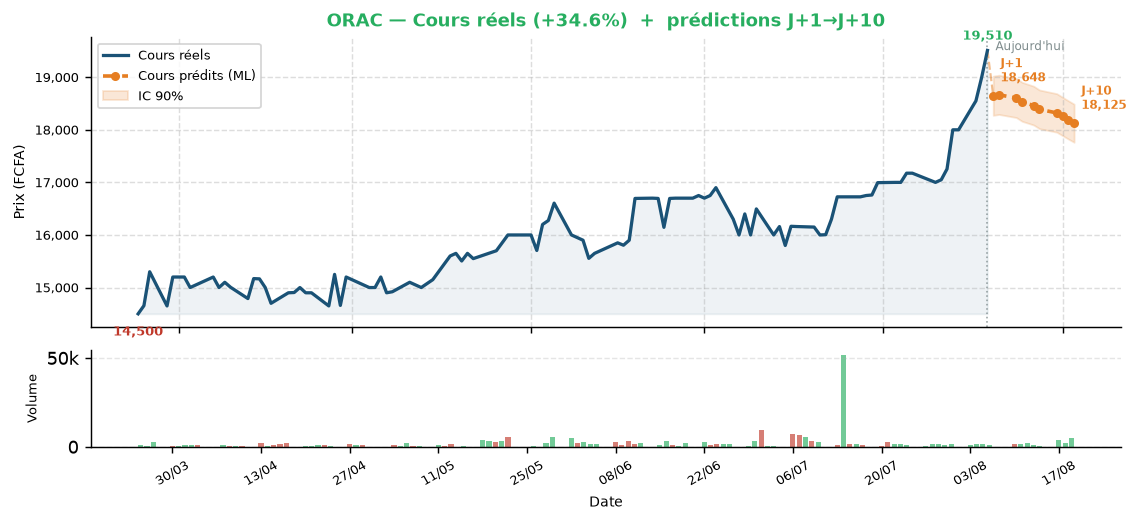 ORAC — Cours réels (+34.6%)  +  prédictions J+1→J+10
Cours réels
Cours prédits (ML)
IC 90%
19,510
Aujourd'hui
J+1
18,648
J+10
18,125
14,500
Prix (FCFA)
19,000
18,000
17,000
16,000
15,000
Volume
50k
0
30/03
13/04
27/04
11/05
25/05
08/06
22/06
06/07
20/07
03/08
17/08
Date